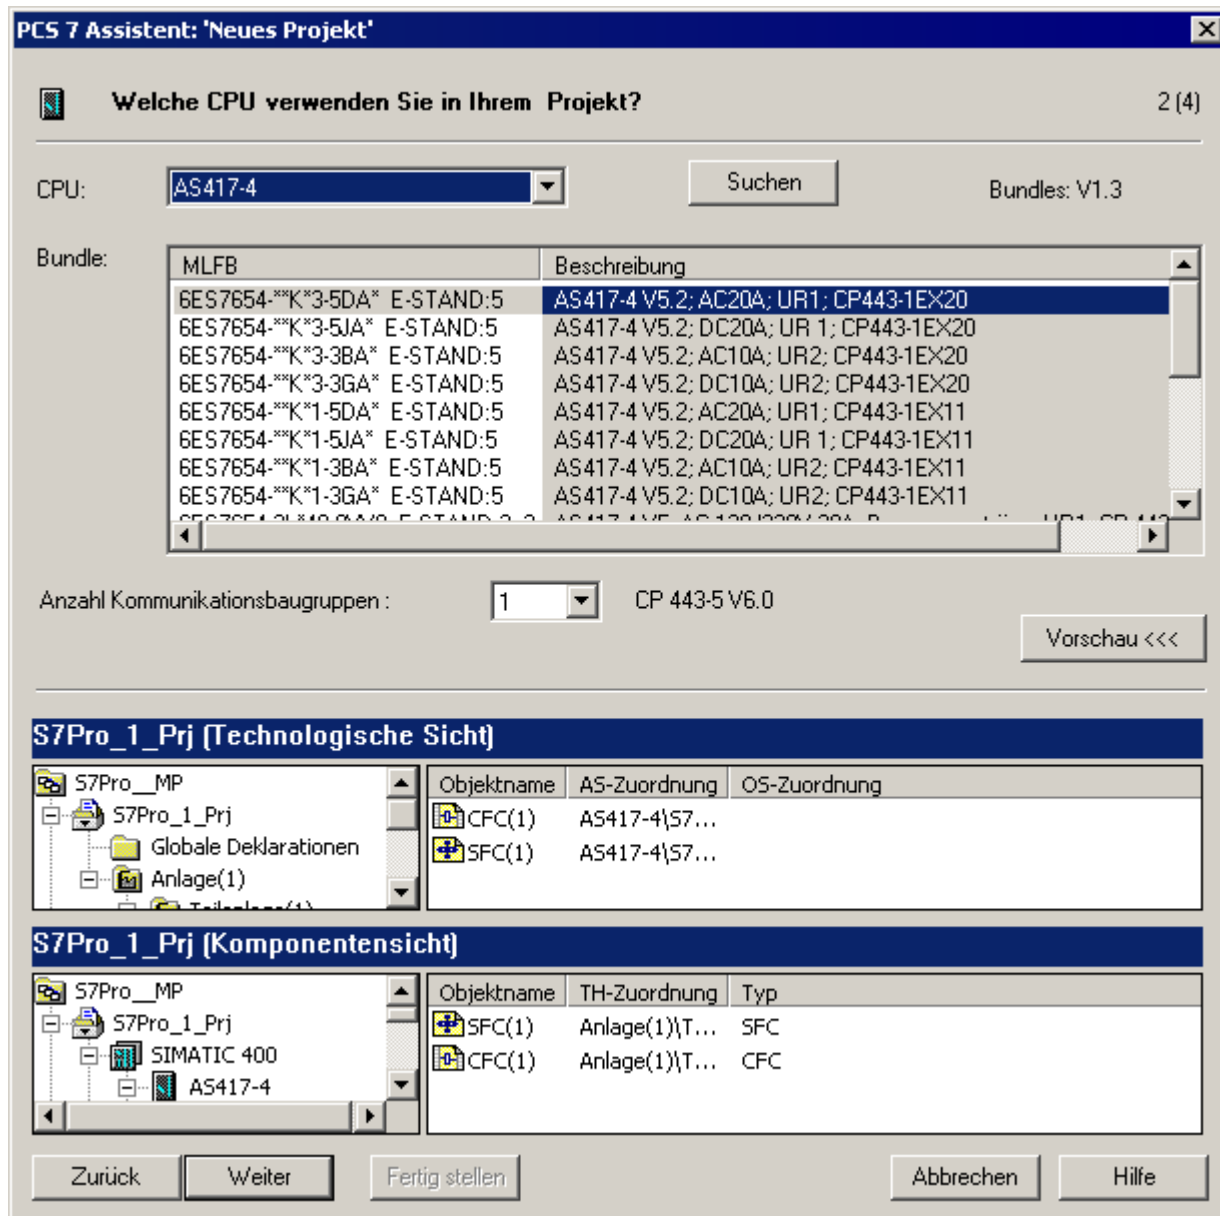 PCS 7 Assistent: 'Neues Projekt'
Welche CPU verwenden Sie in Ihrem Projekt? 2 (4)
CPU: AS417-4 Suchen Bundles: V1.3
Bundle: MLFB Beschreibung
6ES7654-**K*3-5DA* E-STAND:5 AS417-4 V5.2; AC20A; UR1; CP443-1EX20
6ES7654-**K*3-5JA* E-STAND:5 AS417-4 V5.2; DC20A; UR 1; CP443-1EX20
6ES7654-**K*3-3BA* E-STAND:5 AS417-4 V5.2; AC10A; UR2; CP443-1EX20
6ES7654-**K*3-3GA* E-STAND:5 AS417-4 V5.2; DC10A; UR2; CP443-1EX20
6ES7654-**K*1-5DA* E-STAND:5 AS417-4 V5.2; AC20A; UR1; CP443-1EX11
6ES7654-**K*1-5JA* E-STAND:5 AS417-4 V5.2; DC20A; UR 1; CP443-1EX11
6ES7654-**K*1-3BA* E-STAND:5 AS417-4 V5.2; AC10A; UR2; CP443-1EX11
6ES7654-**K*1-3GA* E-STAND:5 AS417-4 V5.2; DC10A; UR2; CP443-1EX11
Anzahl Kommunikationsbaugruppen : 1 CP 443-5 V6.0
Vorschau <<<
S7Pro_1_Prj (Technologische Sicht)
S7Pro__MP Objektname AS-Zuordnung OS-Zuordnung
S7Pro_1_Prj CFC(1) AS417-4\S7...
Globale Deklarationen SFC(1) AS417-4\S7...
Anlage(1)
Teilanlage(1)
S7Pro_1_Prj (Komponentensicht)
S7Pro__MP Objektname TH-Zuordnung Typ
S7Pro_1_Prj SFC(1) Anlage(1)\T... SFC
SIMATIC 400 CFC(1) Anlage(1)\T... CFC
AS417-4
Zurück Weiter Fertig stellen Abbrechen Hilfe